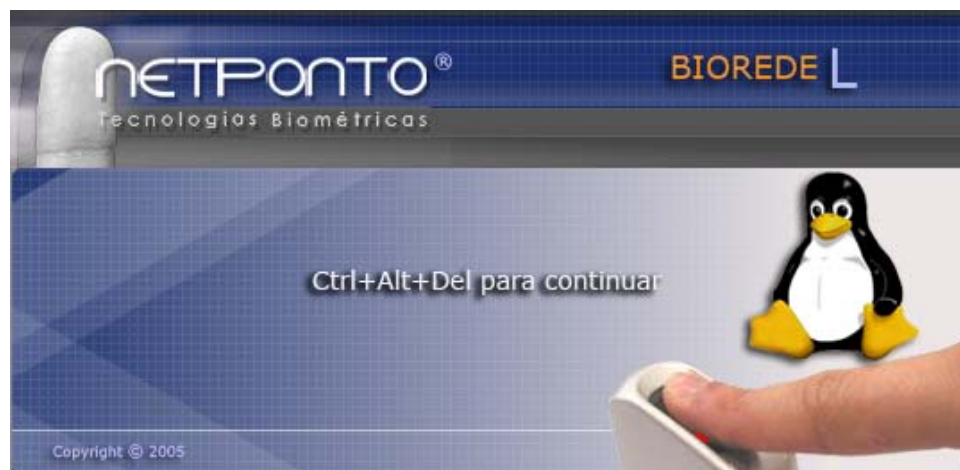 NETPONTO®
BIOREDE L
Tecnologias Biométricas
Ctrl+Alt+Del para continuar
Copyright © 2005